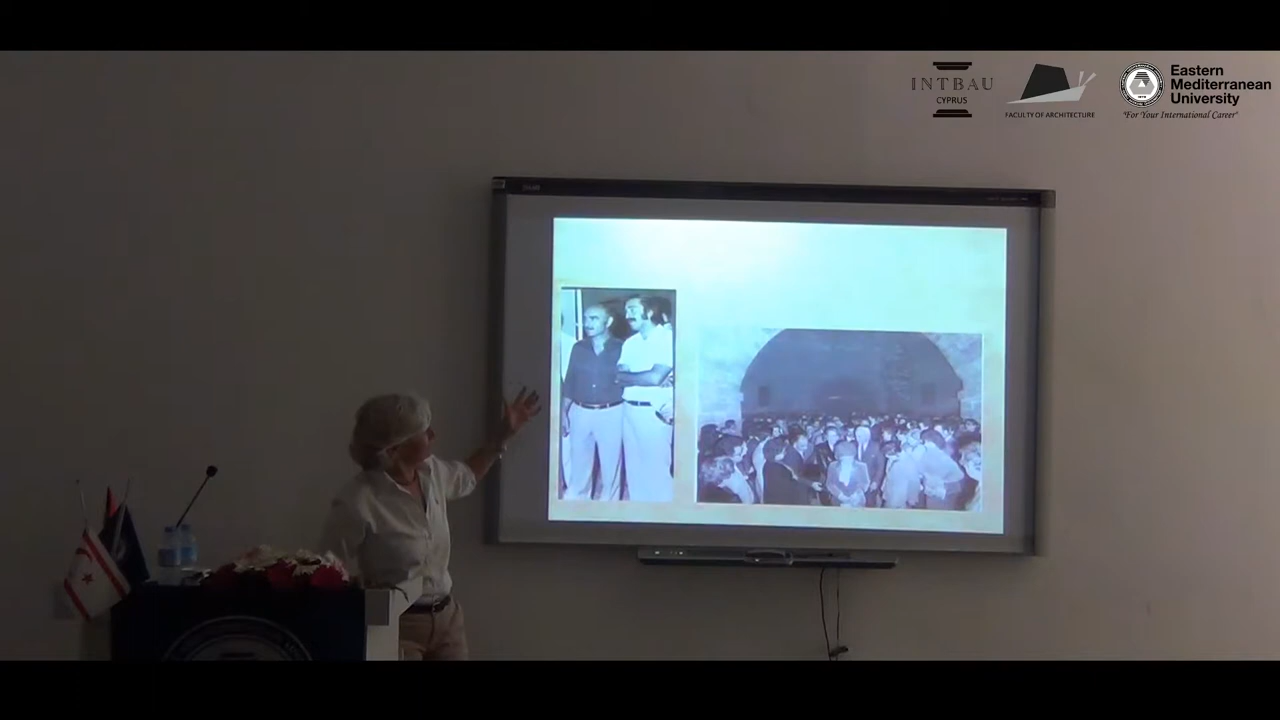 INTBAU
CYPRUS
FACULTY OF ARCHITECTURE
Eastern
Mediterranean
University
"For Your International Career"